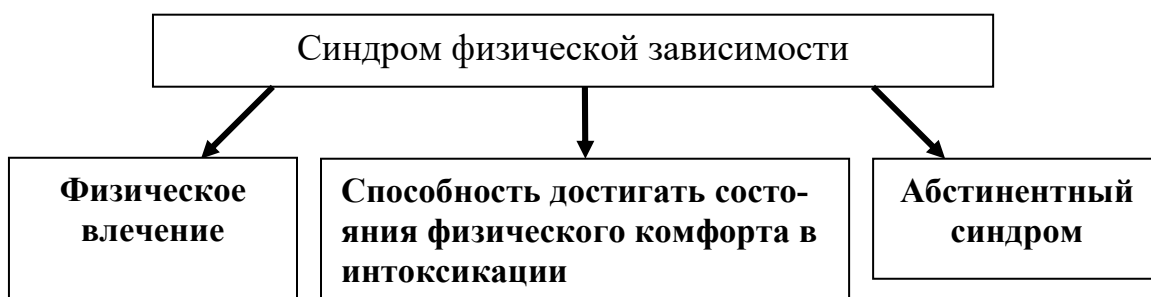 Синдром физической зависимости
Физическое
влечение
Способность достигать состо-
яния физического комфорта в
интоксикации
Абстинентный
синдром